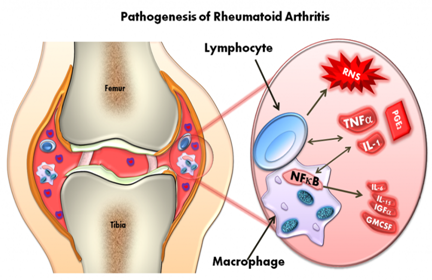 Pathogenesis of Rheumatoid Arthritis
Lymphocyte
Femur
RNS
TNFα
PGE₂
IL-1
NFκB
IL-6
IL-15
IGFα
GMCSF
Tibia
Macrophage